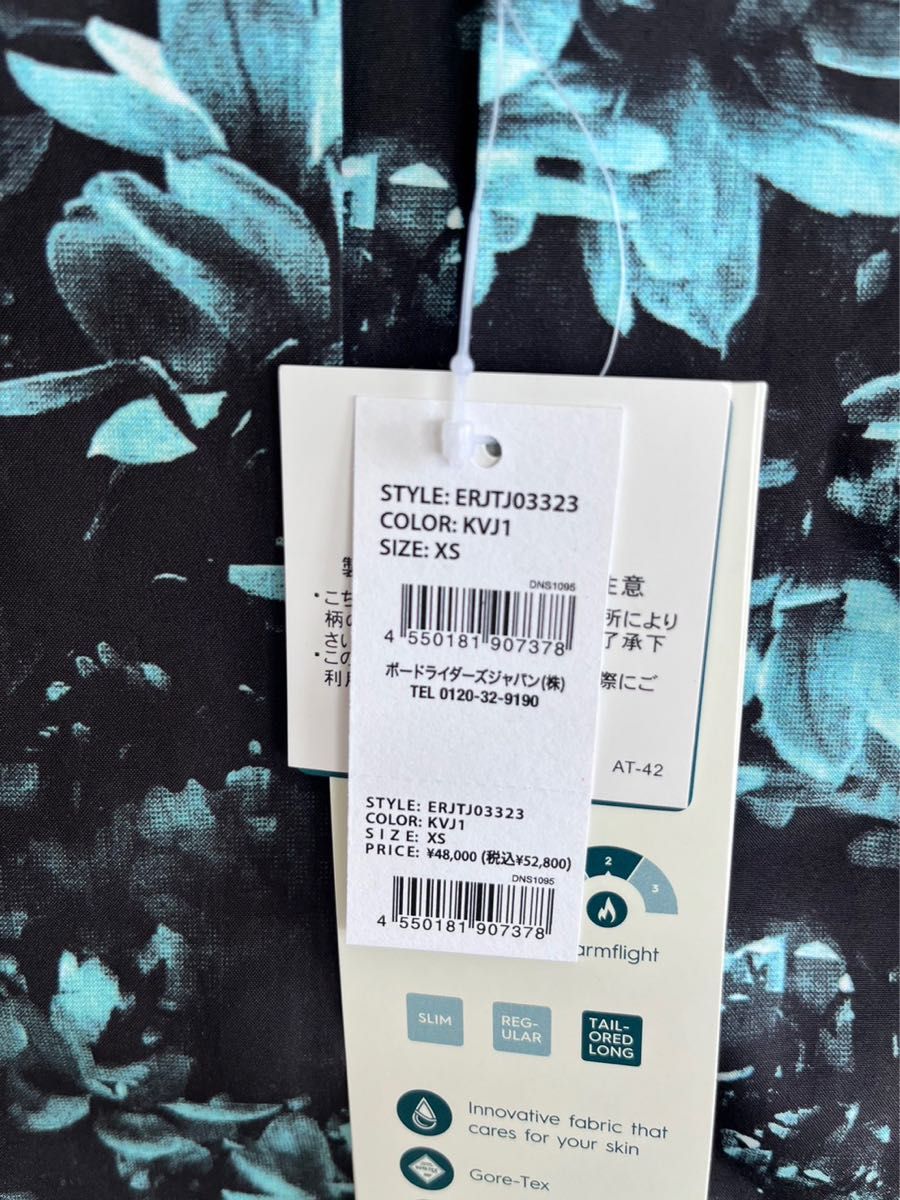 STYLE: ERJTJ03323
COLOR: KVJ1
SIZE: XS
DNS1095
4 550181 907378
ボードライダーズジャパン(株)
TEL 0120-32-9190
STYLE: ERJTJ03323
COLOR: KVJ1
SIZE: XS
PRICE: ¥48,000 (税込¥52,800)
DNS1095
4 550181 907378
製
注意
・こち
所により
柄の
了承下
さい
・この
際にご
利用
AT-42
2
3
armflight
SLIM
REG-
ULAR
TAIL-
ORED
LONG
Innovative fabric that
cares for your skin
Gore-Tex